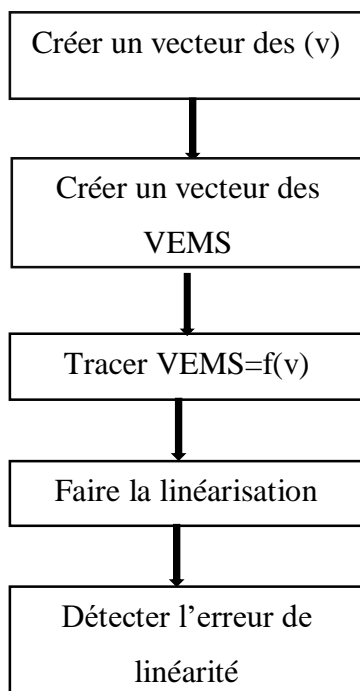 Créer un vecteur des (v)
Créer un vecteur des
VEMS
Tracer VEMS=f(v)
Faire la linéarisation
Détecter l’erreur de
linéarité